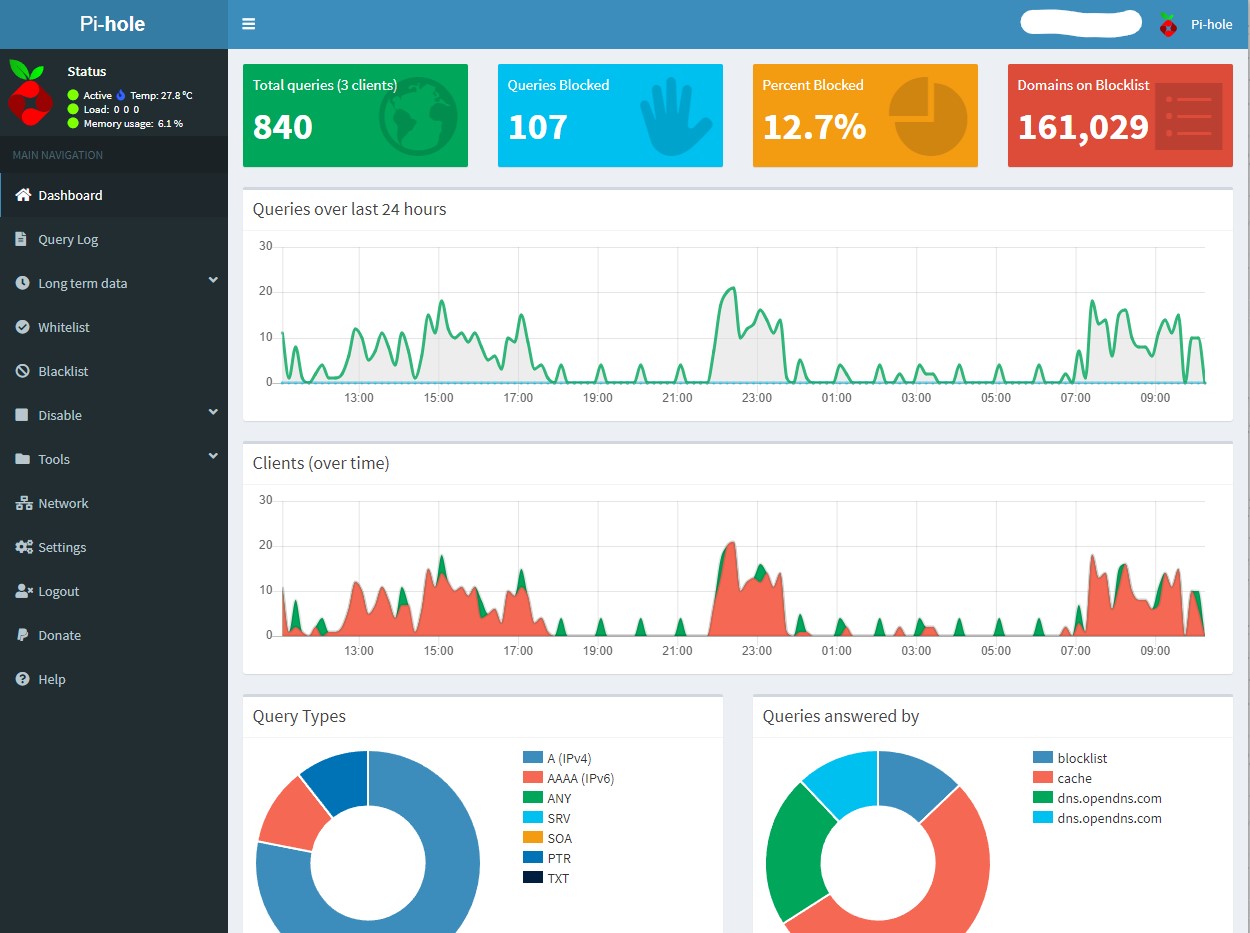 Pi-hole
Pi-hole
Status
Active Temp: 27.8 °C
Load: 0 0 0
Memory usage: 6.1 %
MAIN NAVIGATION
Dashboard
Query Log
Long term data
Whitelist
Blacklist
Disable
Tools
Network
Settings
Logout
Donate
Help
Total queries (3 clients)
840
Queries Blocked
107
Percent Blocked
12.7%
Domains on Blocklist
161,029
Queries over last 24 hours
30
20
10
0
13:00 15:00 17:00 19:00 21:00 23:00 01:00 03:00 05:00 07:00 09:00
Clients (over time)
30
20
10
0
13:00 15:00 17:00 19:00 21:00 23:00 01:00 03:00 05:00 07:00 09:00
Query Types
A (IPv4)
AAAA (IPv6)
ANY
SRV
SOA
PTR
TXT
Queries answered by
blocklist
cache
dns.opendns.com
dns.opendns.com